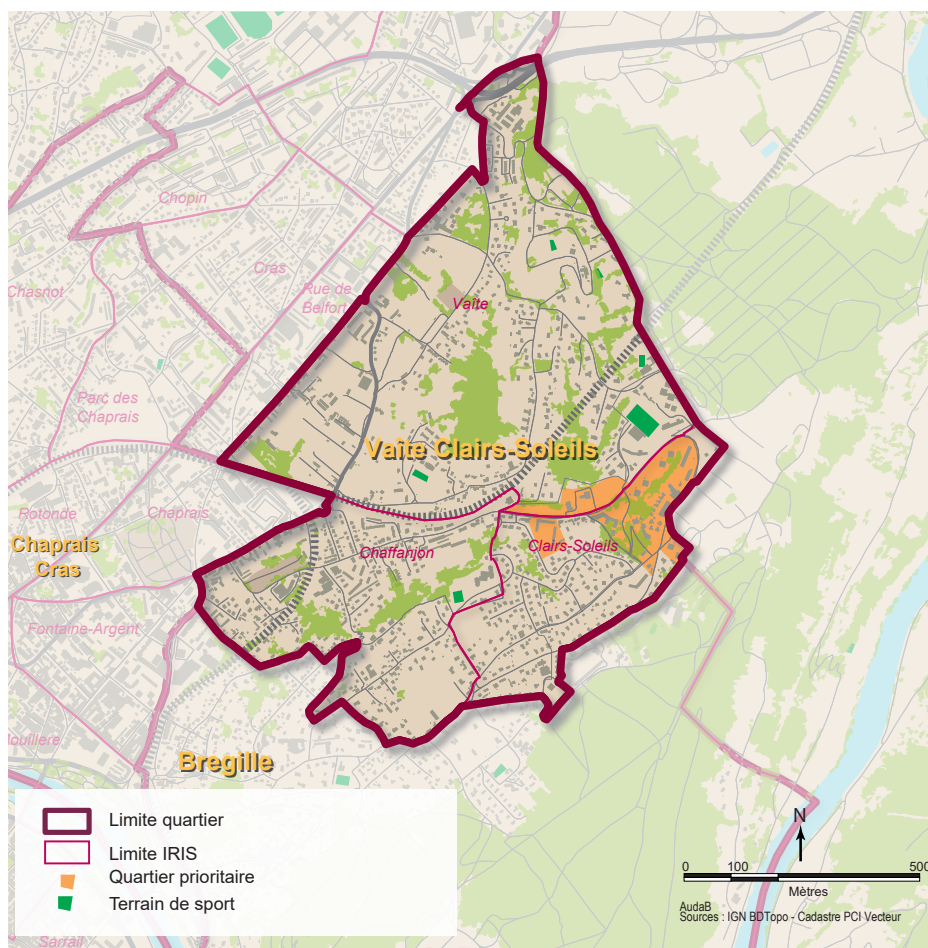 Chopin
Chasnot
Cras
Rue de
Belfort
Vaîte
Parc des
Chaprais
Vaite Clairs-Soleils
Rotonde
Chaprais
Chaprais
Cras
Chaffanjon
Clairs-Soleils
Fontaine-Argent
Bregille
Limite quartier
Limite IRIS
Quartier prioritaire
Terrain de sport
N
0 100 500
Mètres
AudaB
Sources : IGN BDTopo - Cadastre PCI Vecteur
Sarrail